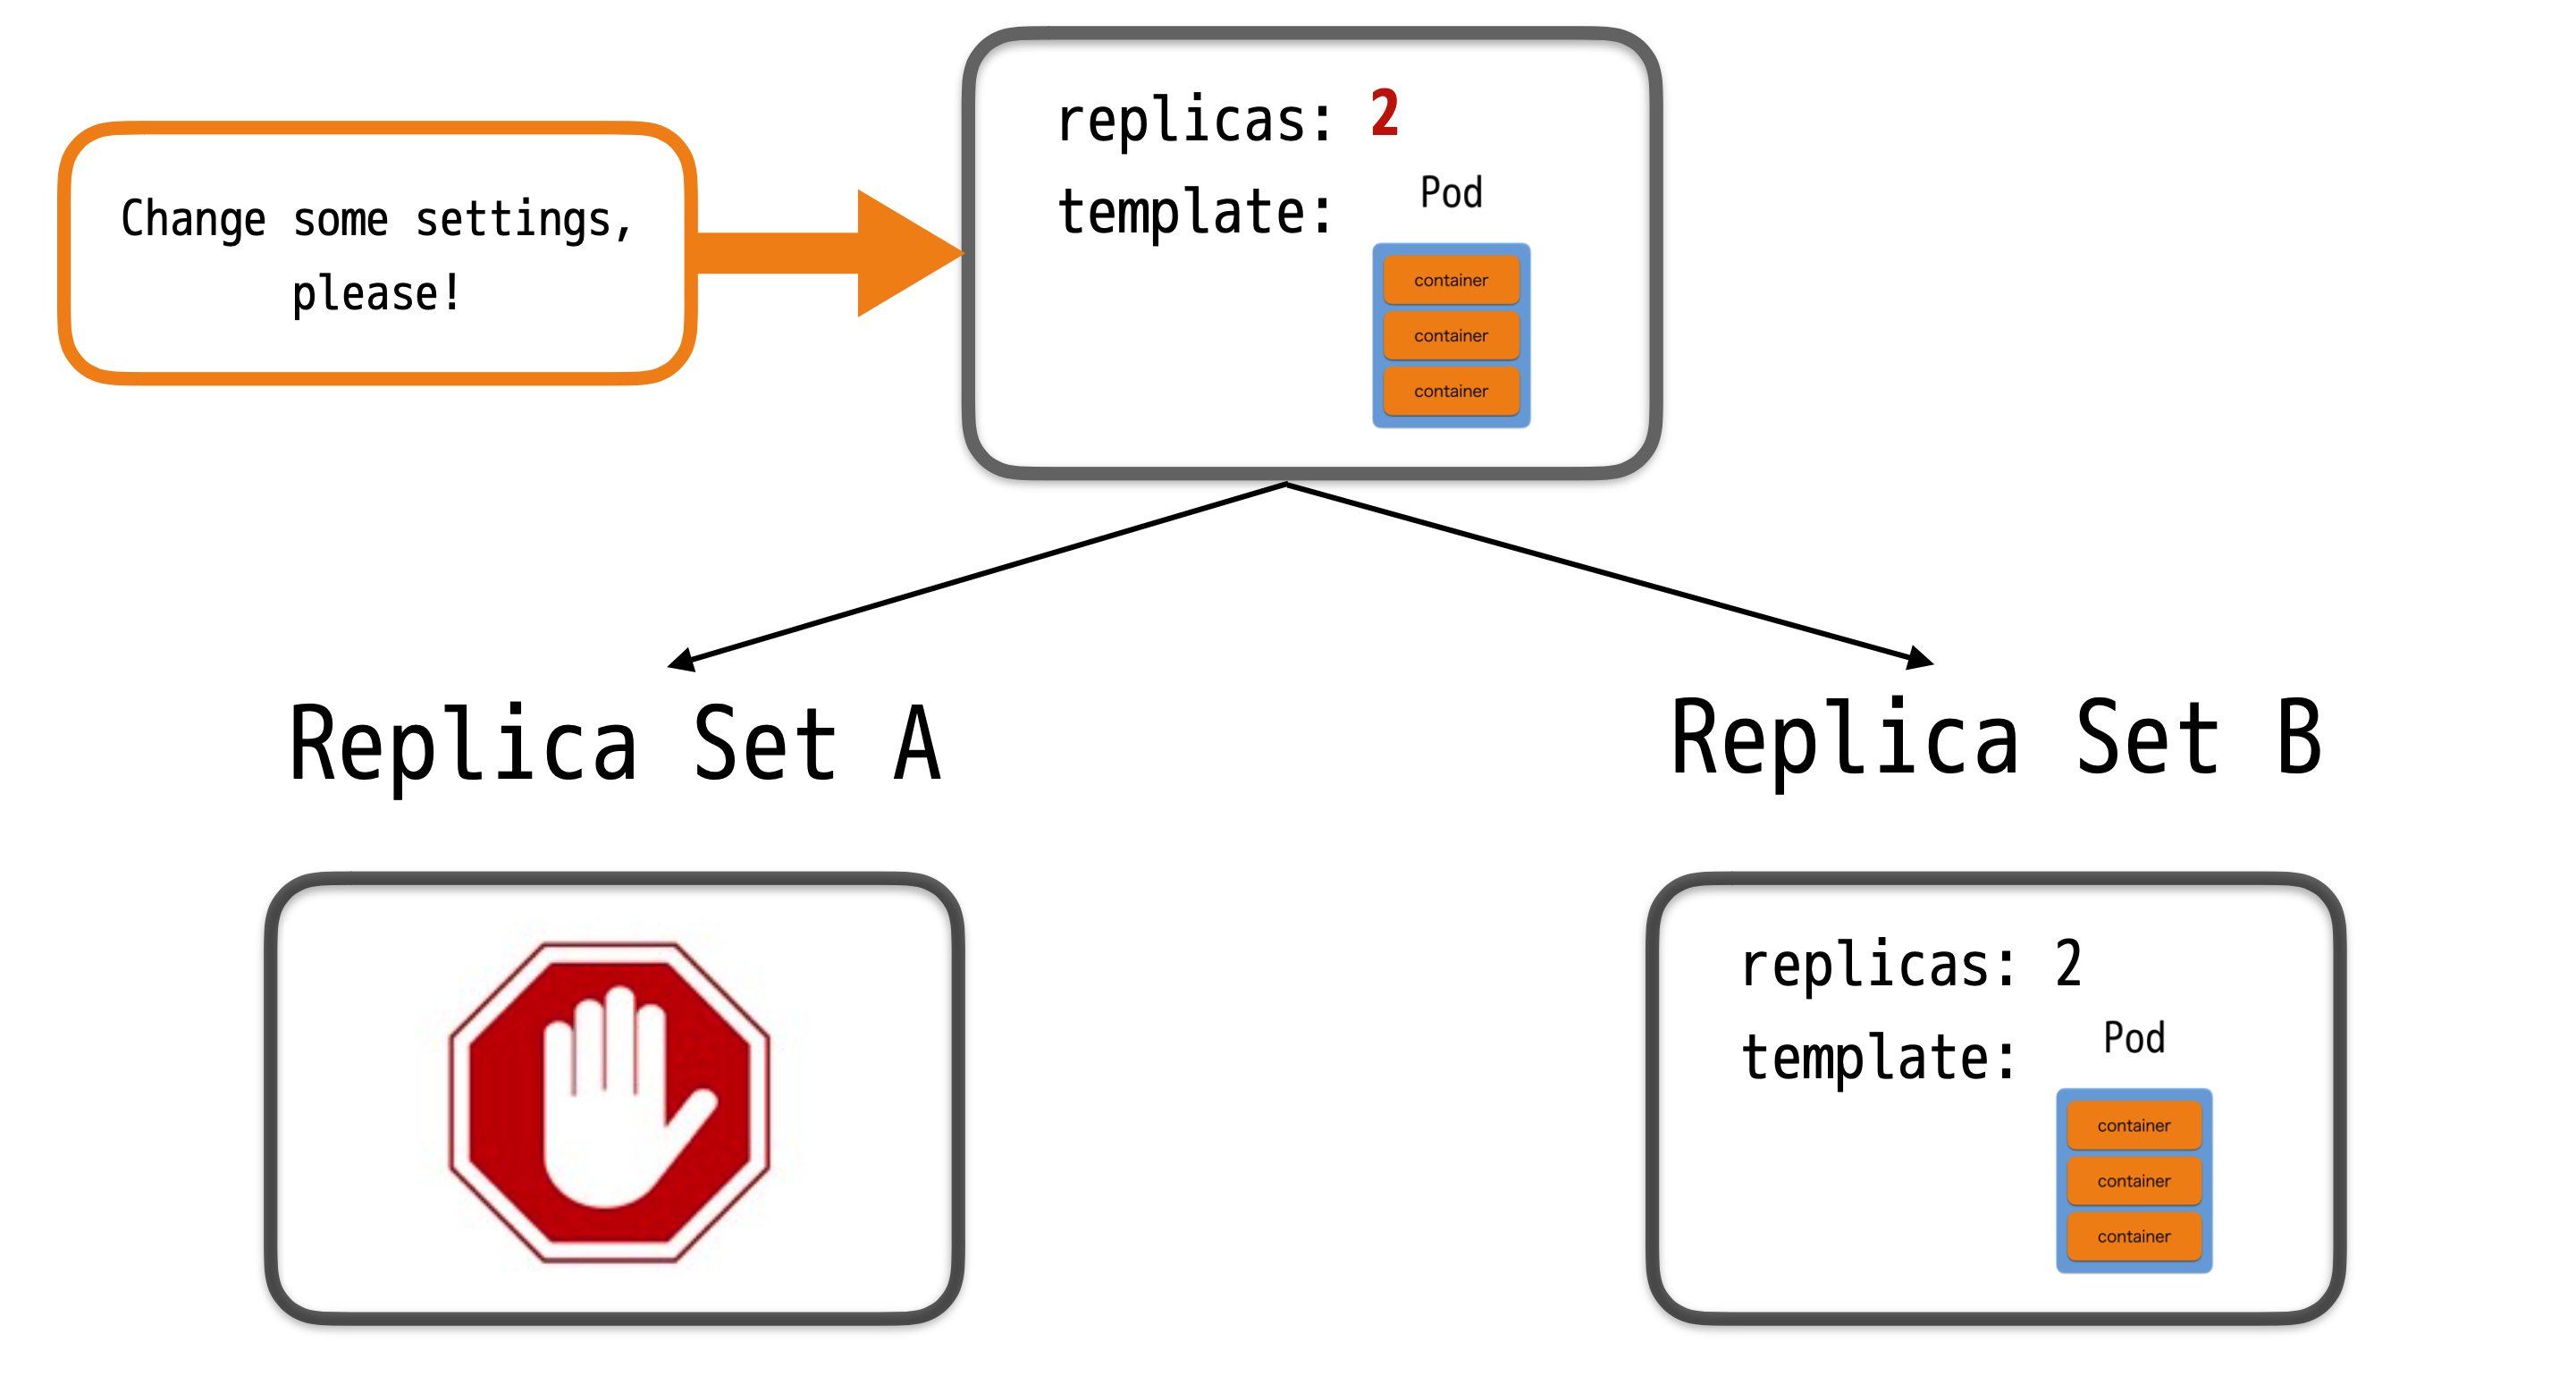 Change some settings,
please!
replicas: 2
template:
Pod
container
container
container
Replica Set A
Replica Set B
replicas: 2
template:
Pod
container
container
container